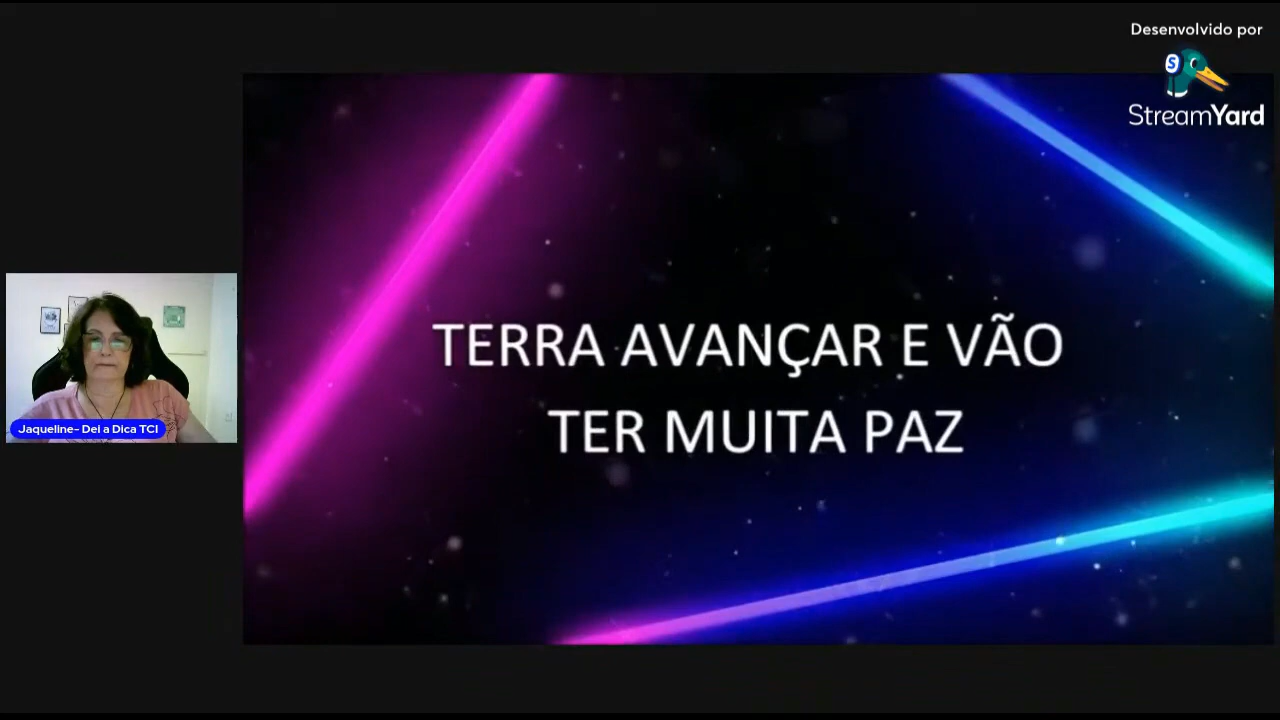 Desenvolvido por
S
StreamYard
TERRA AVANÇAR E VÃO
TER MUITA PAZ
Jaqueline- Dei a Dica TCI